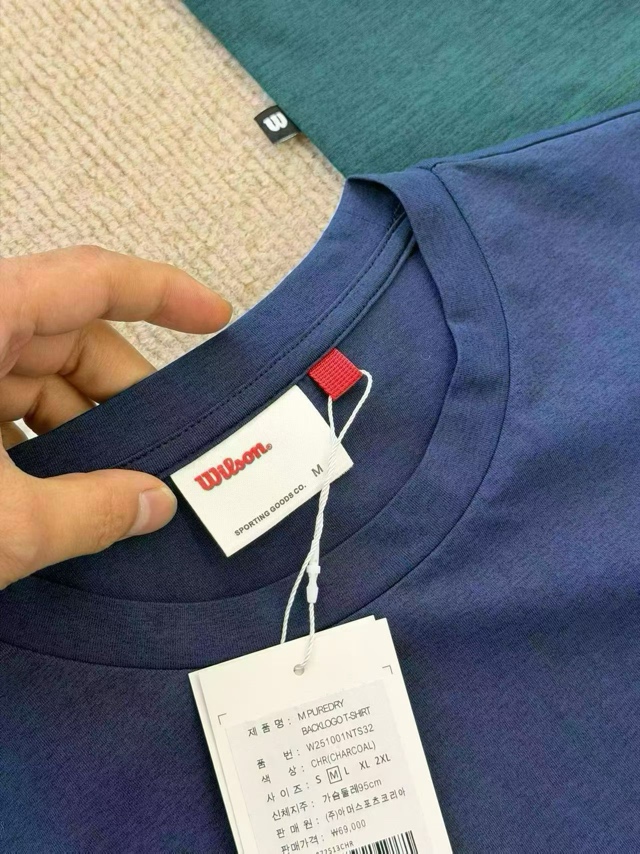 W
Wilson
M
SPORTING GOODS CO.
제 품 명 : M PUREDRY
BACKLOGO T-SHIRT
품 번 : W251001NTS32
색 상 : CHR(CHARCOAL)
사 이 즈 : S M L XL 2XL
신체치수 : 가슴둘레95cm
판 매 원 : (주)아머스포츠코리아
판매가격 : ₩69,000